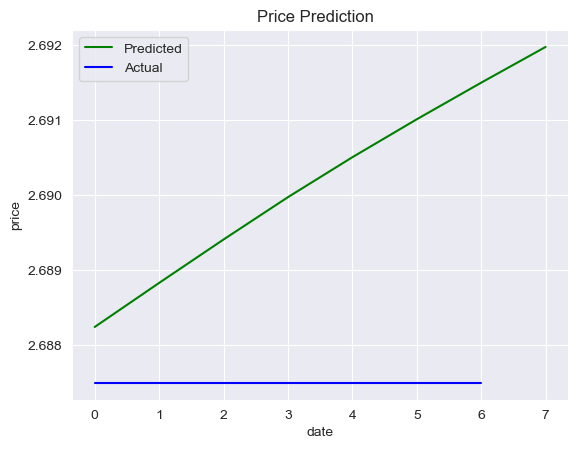 Price Prediction
Predicted
Actual
2.692
2.691
2.690
2.689
2.688
price
0 1 2 3 4 5 6 7
date